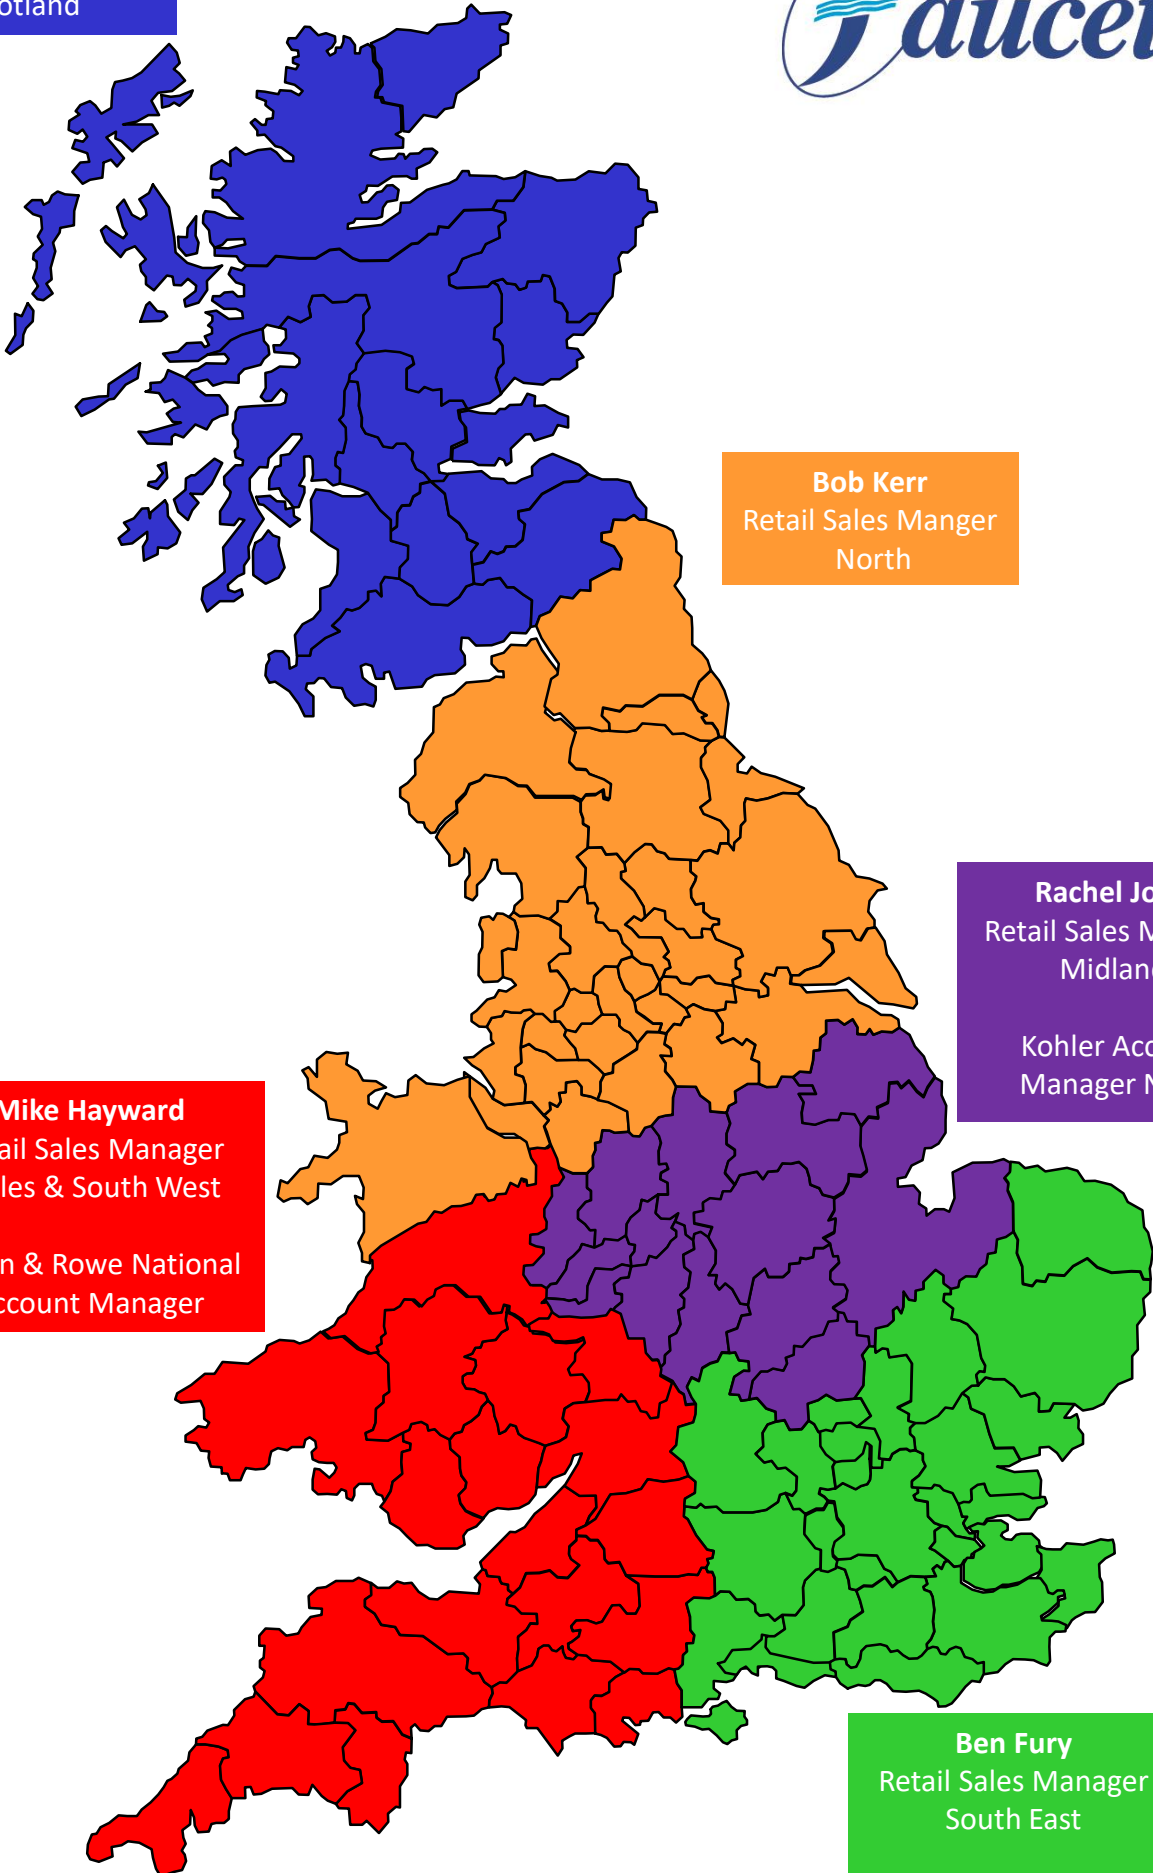 otland
aucet
Bob Kerr
Retail Sales Manger
North
Rachel Jo
Retail Sales M
Midlan
Kohler Acc
Manager N
Mike Hayward
ail Sales Manager
les & South West
n & Rowe National
ccount Manager
Ben Fury
Retail Sales Manager
South East